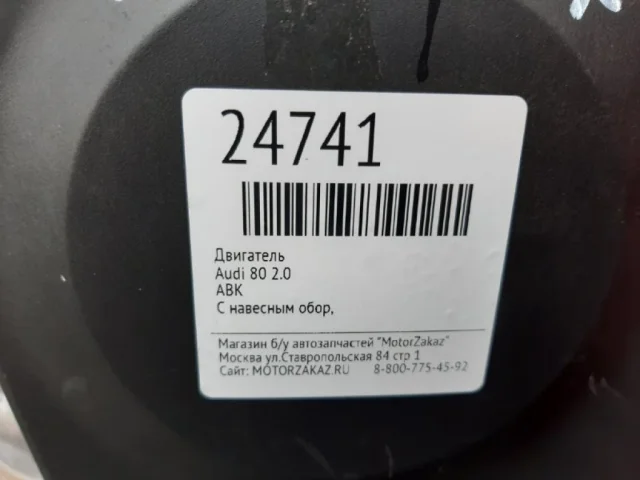 24741
Двигатель
Audi 80 2.0
ABK
С навесным обор,
Магазин б/у автозапчастей "MotorZakaz"
Москва ул.Ставропольская 84 стр 1
Сайт: MOTORZAKAZ.RU 8-800-775-45-92